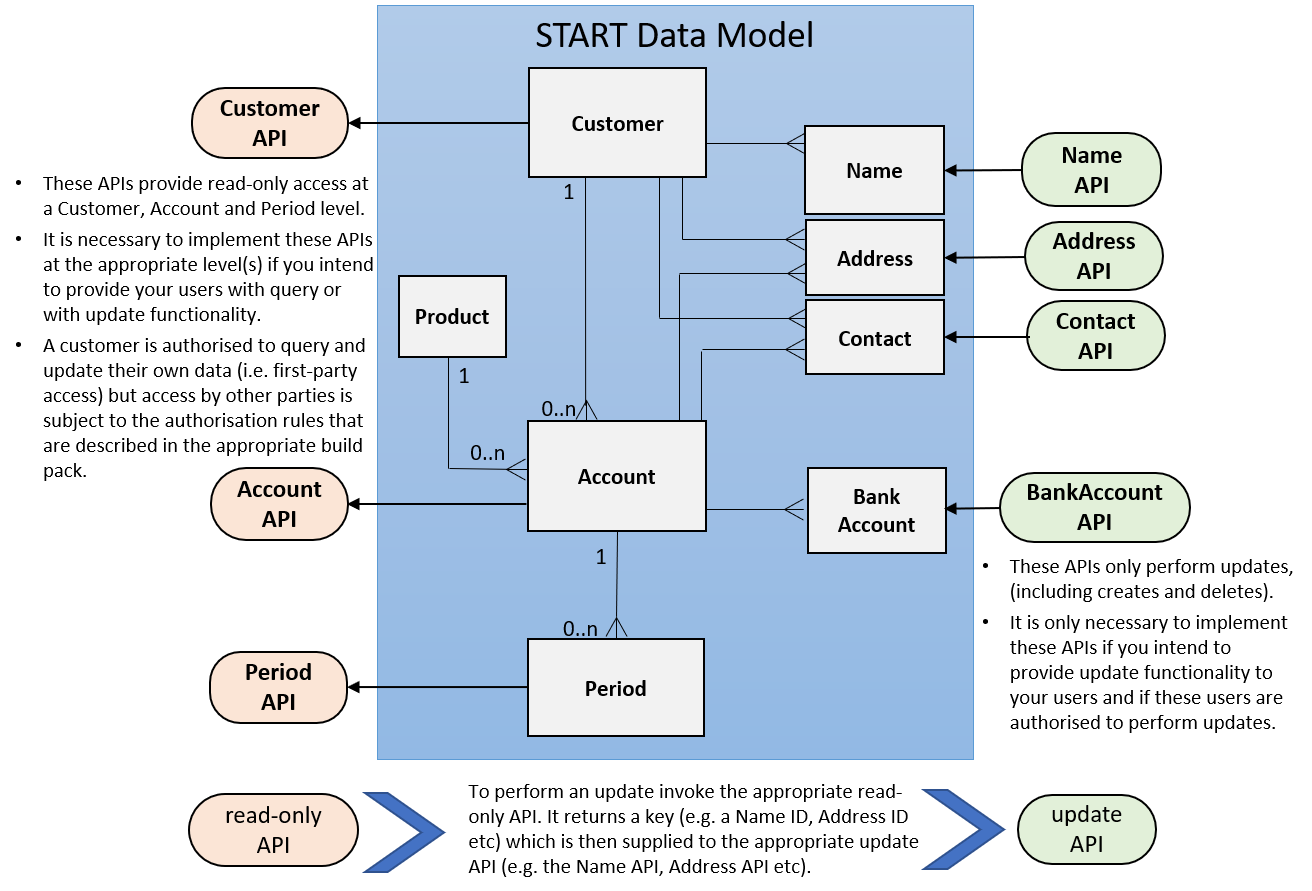 START Data Model
Customer
API
Customer
Name
Name
API
• These APIs provide read-only access at
a Customer, Account and Period level.
• It is necessary to implement these APIs
at the appropriate level(s) if you intend
to provide your users with query or
with update functionality.
• A customer is authorised to query and
update their own data (i.e. first-party
access) but access by other parties is
subject to the authorisation rules that
are described in the appropriate build
pack.
1
Address
Address
API
Product
Contact
Contact
API
1
0..n
0..n
Account
API
Account
Bank
Account
BankAccount
API
1
0..n
• These APIs only perform updates,
(including creates and deletes).
• It is only necessary to implement
these APIs if you intend to
provide update functionality to
your users and if these users are
authorised to perform updates.
Period
API
Period
read-only
API
To perform an update invoke the appropriate read-
only API. It returns a key (e.g. a Name ID, Address ID
etc) which is then supplied to the appropriate update
API (e.g. the Name API, Address API etc).
update
API